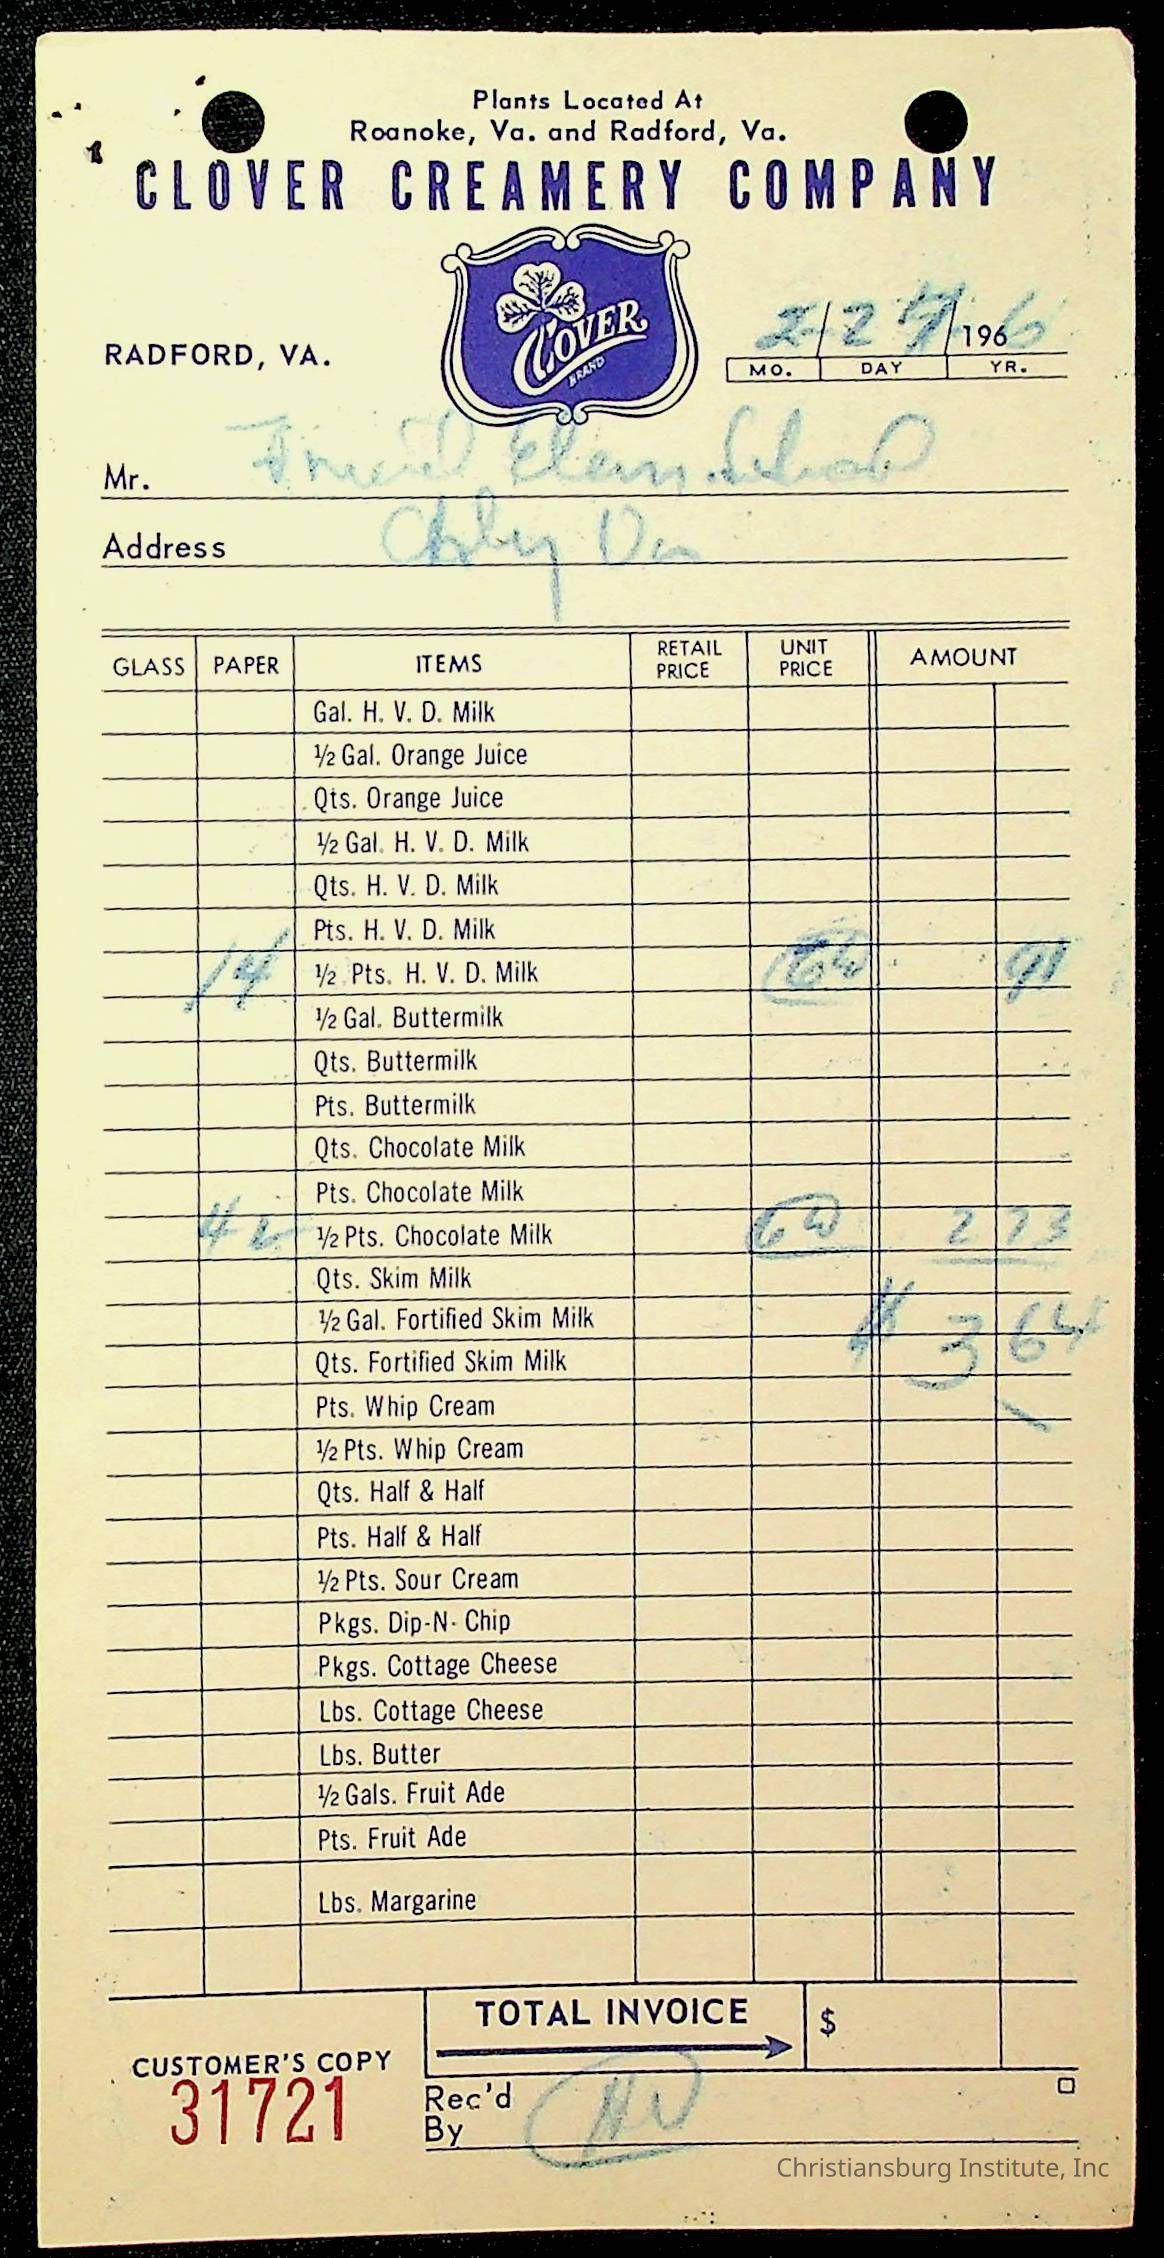 Plants Located At
Roanoke, Va. and Radford, Va.
CLOVER CREAMERY COMPANY
CLOVER
BRAND
RADFORD, VA.
2/2 /1966
MO. DAY YR.
Mr. Friend Elem. School
Address
GLASS PAPER ITEMS RETAIL PRICE UNIT PRICE AMOUNT
Gal. H. V. D. Milk
½ Gal. Orange Juice
Qts. Orange Juice
½ Gal. H. V. D. Milk
Qts. H. V. D. Milk
Pts. H. V. D. Milk
14 ½ Pts. H. V. D. Milk 91
½ Gal. Buttermilk
Qts. Buttermilk
Pts. Buttermilk
Qts. Chocolate Milk
Pts. Chocolate Milk
42 ½ Pts. Chocolate Milk 2 73
Qts. Skim Milk
½ Gal. Fortified Skim Milk $ 3 64
Qts. Fortified Skim Milk
Pts. Whip Cream
½ Pts. Whip Cream
Qts. Half & Half
Pts. Half & Half
½ Pts. Sour Cream
Pkgs. Dip-N-Chip
Pkgs. Cottage Cheese
Lbs. Cottage Cheese
Lbs. Butter
½ Gals. Fruit Ade
Pts. Fruit Ade
Lbs. Margarine
TOTAL INVOICE $
CUSTOMER'S COPY
31721
Rec'd
By
Christiansburg Institute, Inc